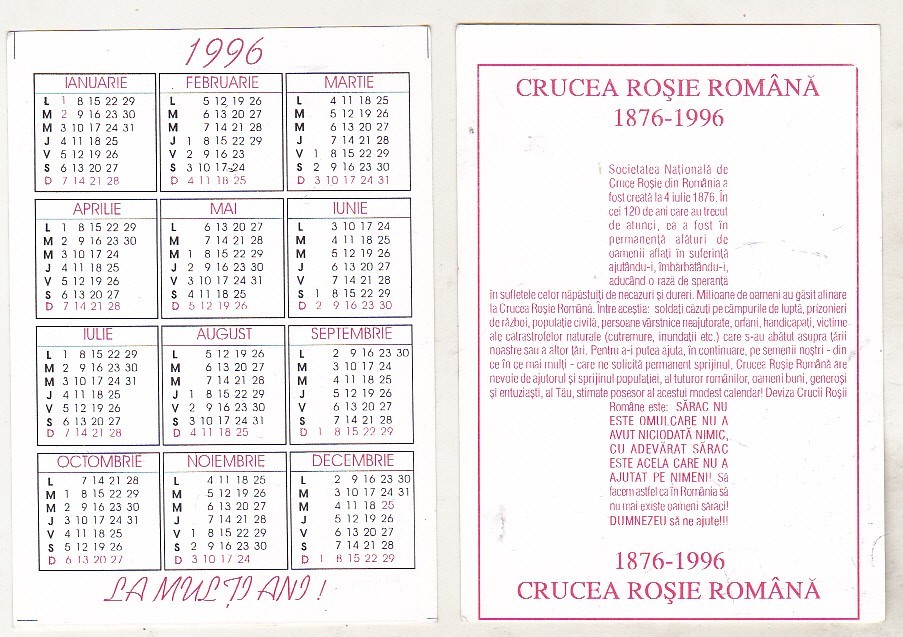 1996
IANUARIE
L 1 8 15 22 29
M 2 9 16 23 30
M 3 10 17 24 31
J 4 11 18 25
V 5 12 19 26
S 6 13 20 27
D 7 14 21 28
FEBRUARIE
L 5 12 19 26
M 6 13 20 27
M 7 14 21 28
J 1 8 15 22 29
V 2 9 16 23
S 3 10 17 24
D 4 11 18 25
MARTIE
L 4 11 18 25
M 5 12 19 26
M 6 13 20 27
J 7 14 21 28
V 1 8 15 22 29
S 2 9 16 23 30
D 3 10 17 24 31
APRILIE
L 1 8 15 22 29
M 2 9 16 23 30
M 3 10 17 24
J 4 11 18 25
V 5 12 19 26
S 6 13 20 27
D 7 14 21 28
MAI
L 6 13 20 27
M 7 14 21 28
M 1 8 15 22 29
J 2 9 16 23 30
V 3 10 17 24 31
S 4 11 18 25
D 5 12 19 26
IUNIE
L 3 10 17 24
M 4 11 18 25
M 5 12 19 26
J 6 13 20 27
V 7 14 21 28
S 1 8 15 22 29
D 2 9 16 23 30
IULIE
L 1 8 15 22 29
M 2 9 16 23 30
M 3 10 17 24 31
J 4 11 18 25
V 5 12 19 26
S 6 13 20 27
D 7 14 21 28
AUGUST
L 5 12 19 26
M 6 13 20 27
M 7 14 21 28
J 1 8 15 22 29
V 2 9 16 23 30
S 3 10 17 24 31
D 4 11 18 25
SEPTEMBRIE
L 2 9 16 23 30
M 3 10 17 24
M 4 11 18 25
J 5 12 19 26
V 6 13 20 27
S 7 14 21 28
D 1 8 15 22 29
OCTOMBRIE
L 7 14 21 28
M 1 8 15 22 29
M 2 9 16 23 30
J 3 10 17 24 31
V 4 11 18 25
S 5 12 19 26
D 6 13 20 27
NOIEMBRIE
L 4 11 18 25
M 5 12 19 26
M 6 13 20 27
J 7 14 21 28
V 1 8 15 22 29
S 2 9 16 23 30
D 3 10 17 24
DECEMBRIE
L 2 9 16 23 30
M 3 10 17 24 31
M 4 11 18 25
J 5 12 19 26
V 6 13 20 27
S 7 14 21 28
D 1 8 15 22 29
LA MULŢI ANI !
CRUCEA ROŞIE ROMÂNĂ
1876-1996
Societatea Naţională de
Cruce Roşie din România a
fost creată la 4 iulie 1876. În
cei 120 de ani care au trecut
de atunci, ea a fost în
permanenţă alături de
oamenii aflaţi în suferinţă
ajutându-i, îmbărbătându-i,
aducând o rază de speranţă
în sufletele celor năpăstuiţi de necazuri şi dureri. Milioane de oameni au găsit alinare
la Crucea Roşie Română. Între aceştia: soldaţi căzuţi pe câmpurile de luptă, prizonieri
de război, populaţie civilă, persoane vârstnice neajutorate, orfani, handicapaţi, victime
ale catrastrofelor naturale (cutremure, inundaţii etc.) care s-au abătut asupra ţării
noastre sau a altor ţări. Pentru a-i putea ajuta, în continuare, pe semenii noştri - din
ce în ce mai mulţi - care ne solicită permanent sprijinul, Crucea Roşie Română are
nevoie de ajutorul şi sprijinul populaţiei, al tuturor românilor, oameni buni, generoşi
şi entuziaşti, al Tău, stimate posesor al acestui modest calendar! Deviza Crucii Roşii
Române este: SĂRAC NU
ESTE OMULCARE NU A
AVUT NICIODATĂ NIMIC,
CU ADEVĂRAT SĂRAC
ESTE ACELA CARE NU A
AJUTAT PE NIMENI! Să
facem astfel ca în România să
nu mai existe oameni săraci!
DUMNEZEU să ne ajute!!!
1876-1996
CRUCEA ROŞIE ROMÂNĂ